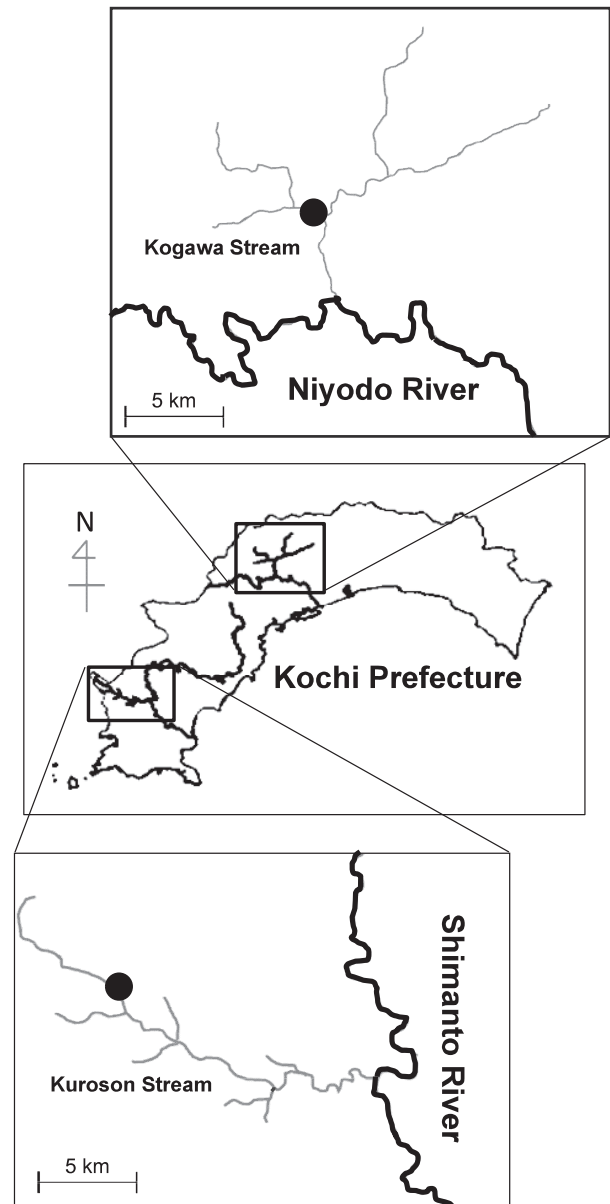 Kogawa Stream
Niyodo River
5 km
N
Kochi Prefecture
Shimanto River
Kuroson Stream
5 km